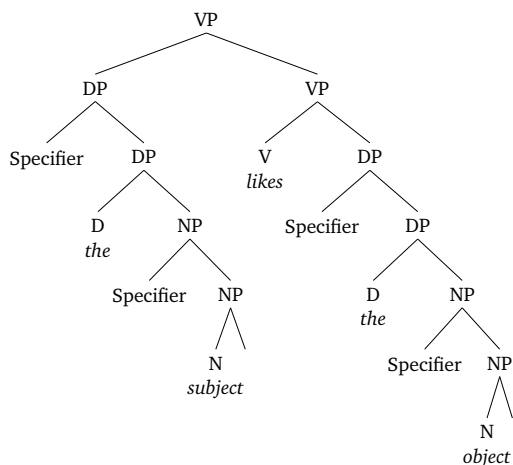 VP
DP VP
Specifier DP V DP
likes
D NP Specifier DP
the
Specifier NP D NP
the
N Specifier NP
subject
N
object